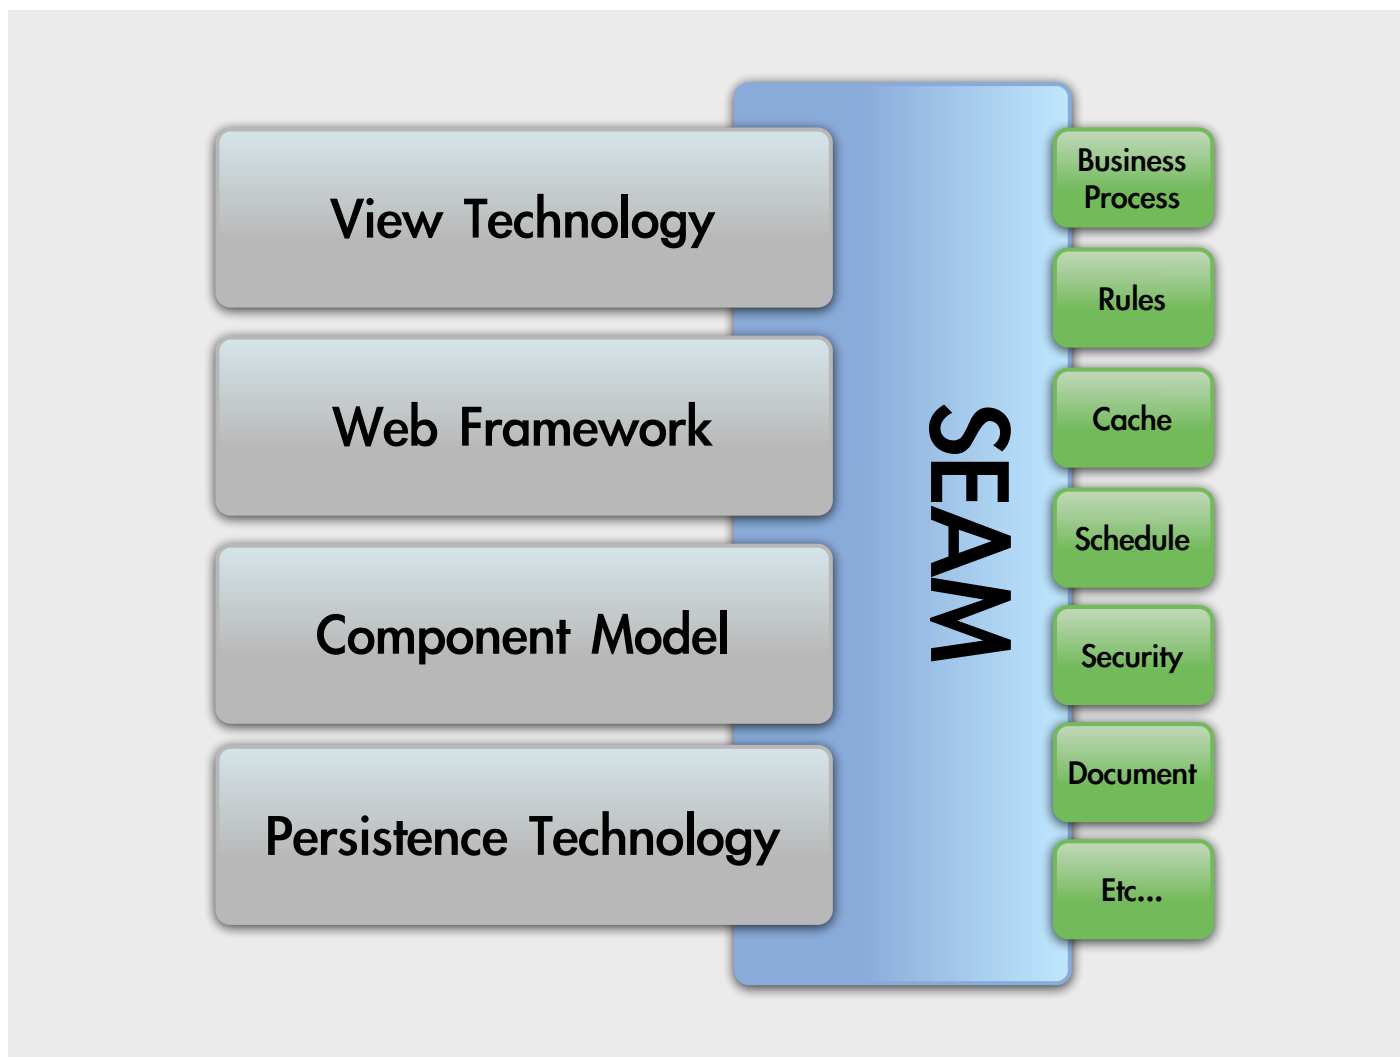 View Technology
Web Framework
Component Model
Persistence Technology
SEAM
Business
Process
Rules
Cache
Schedule
Security
Document
Etc...